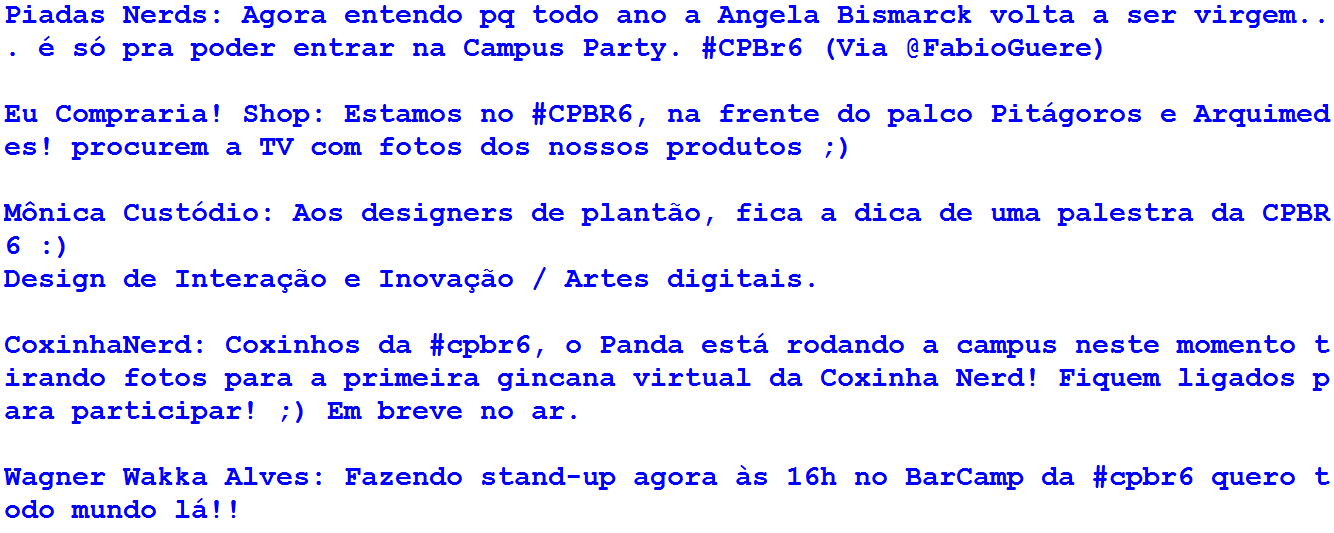 Piadas Nerds: Agora entendo pq todo ano a Angela Bismarck volta a ser virgem..
. é só pra poder entrar na Campus Party. #CPBr6 (Via @FabioGuere)
Eu Compraria! Shop: Estamos no #CPBR6, na frente do palco Pitágoros e Arquimed
es! procurem a TV com fotos dos nossos produtos ;)
Mônica Custódio: Aos designers de plantão, fica a dica de uma palestra da CPBR
6 :)
Design de Interação e Inovação / Artes digitais.
CoxinhaNerd: Coxinhos da #cpbr6, o Panda está rodando a campus neste momento t
irando fotos para a primeira gincana virtual da Coxinha Nerd! Fiquem ligados p
ara participar! ;) Em breve no ar.
Wagner Wakka Alves: Fazendo stand-up agora às 16h no BarCamp da #cpbr6 quero t
odo mundo lá!!